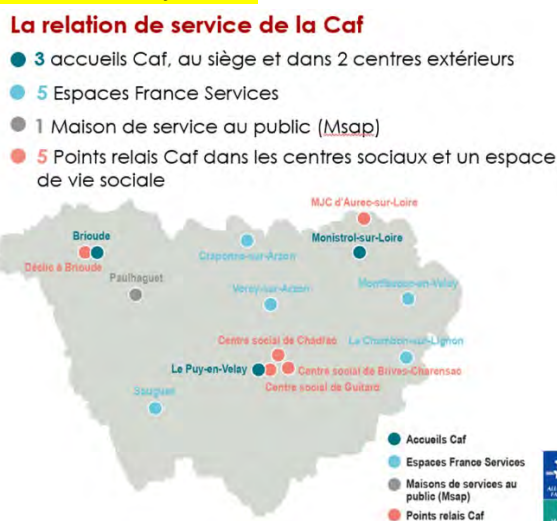 La relation de service de la Caf
3 accueils Caf, au siège et dans 2 centres extérieurs
5 Espaces France Services
1 Maison de service au public (Msap)
5 Points relais Caf dans les centres sociaux et un espace
de vie sociale
MJC d'Aurec-sur-Loire
Brioude
Monistrol-sur-Loire
Déclic à Brioude
Craponne-sur-Arzon
Paulhaguet
Montfaucon-en-Velay
Vorey-sur-Arzon
Centre social de Chadrac
Le Chambon-sur-Lignon
Le Puy-en-Velay
Centre social de Brives-Charensac
Centre social de Guitard
Saugues
Accueils Caf
Espaces France Services
Maisons de services au
public (Msap)
Points relais Caf